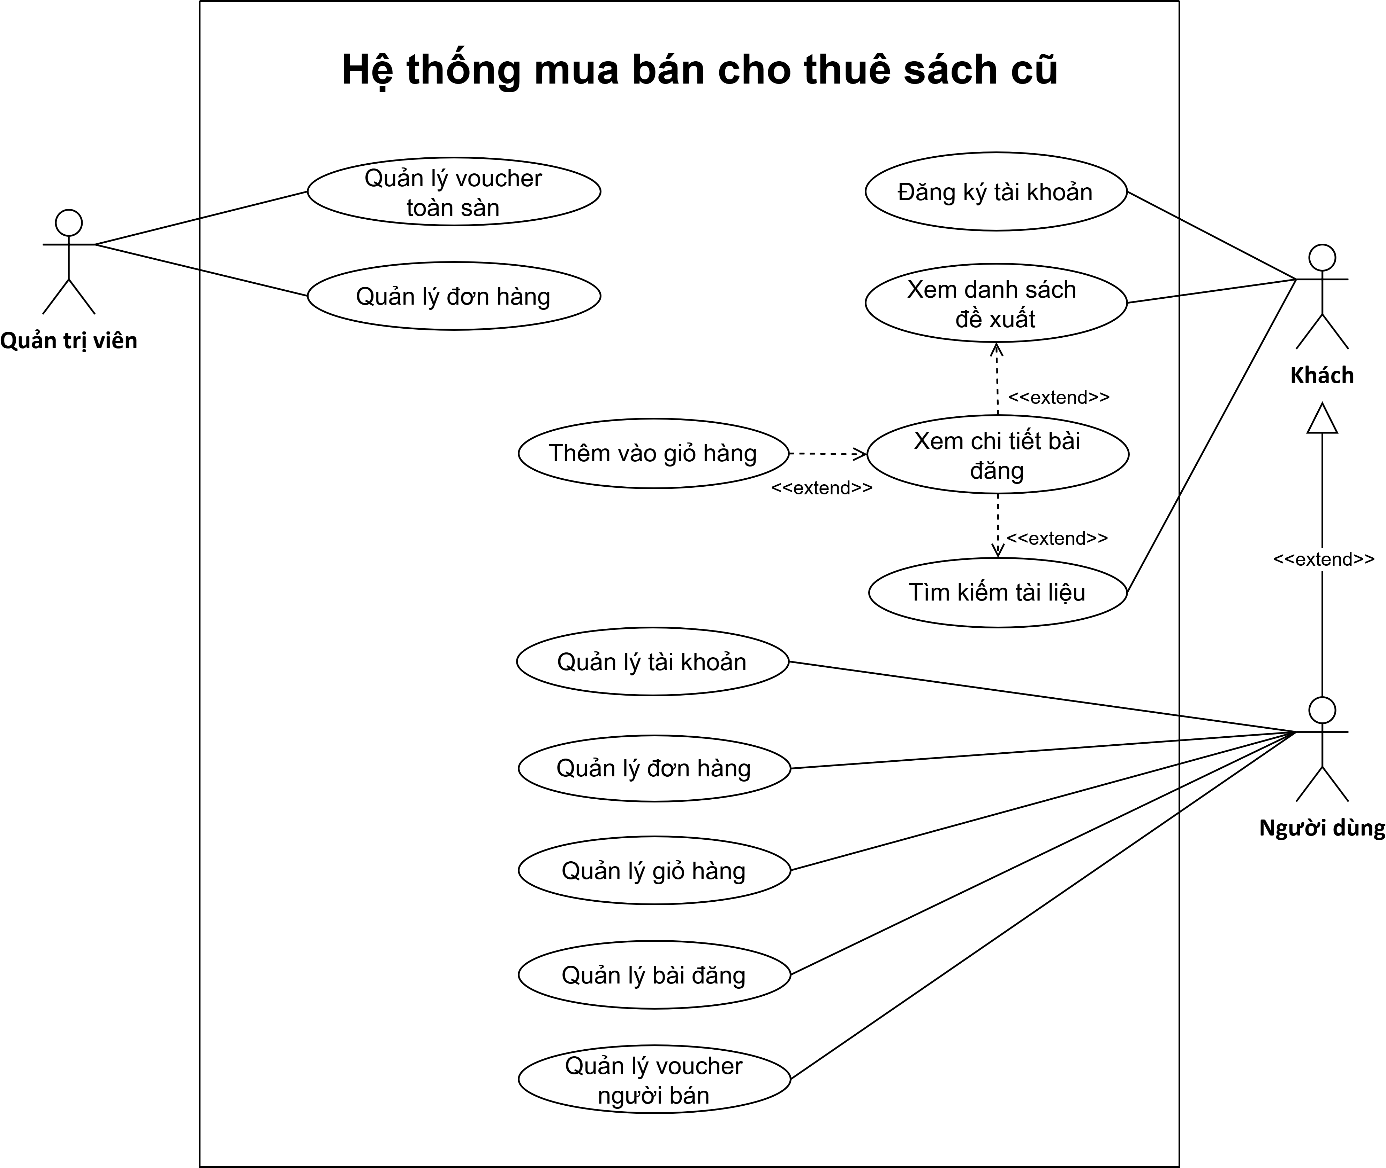 Hệ thống mua bán cho thuê sách cũ
Quản lý voucher
toàn sàn
Quản lý đơn hàng
Quản trị viên
Đăng ký tài khoản
Xem danh sách
đề xuất
Khách
<<extend>>
Thêm vào giỏ hàng
<<extend>>
Xem chi tiết bài
đăng
<<extend>>
Tìm kiếm tài liệu
<<extend>>
Quản lý tài khoản
Quản lý đơn hàng
Người dùng
Quản lý giỏ hàng
Quản lý bài đăng
Quản lý voucher
người bán